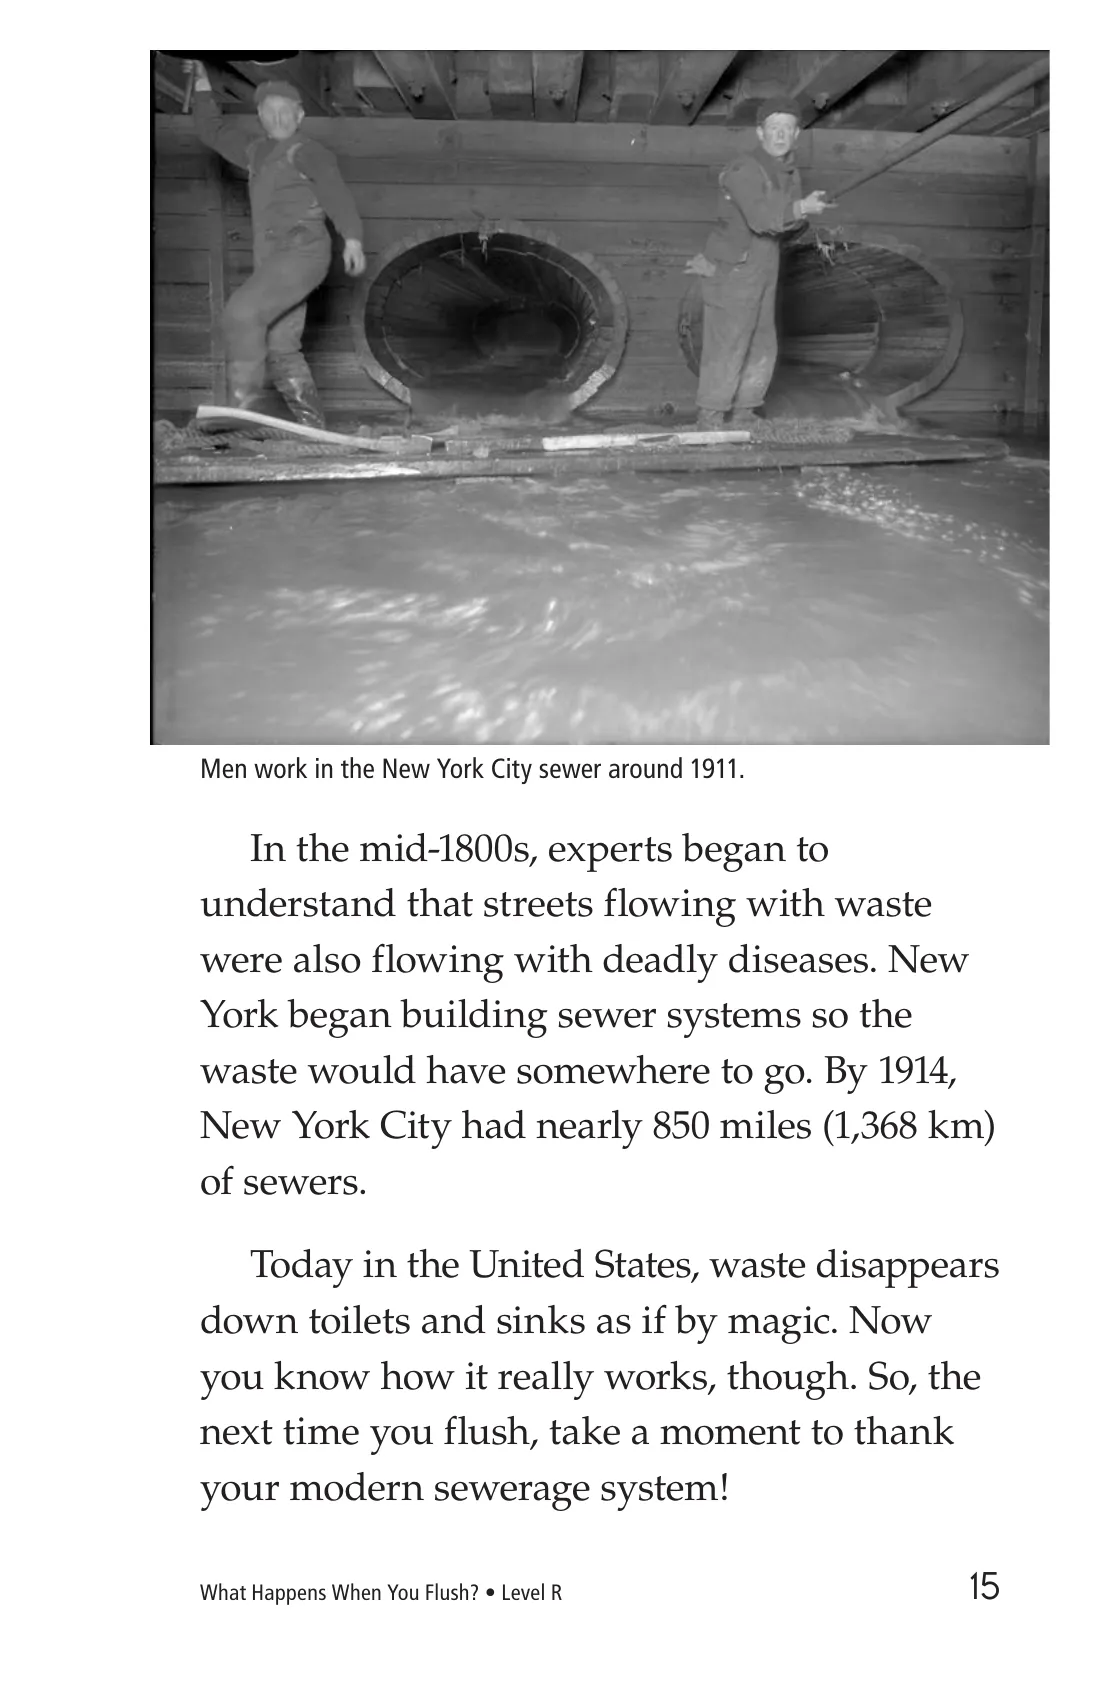 Men work in the New York City sewer around 1911.
In the mid-1800s, experts began to
understand that streets flowing with waste
were also flowing with deadly diseases. New
York began building sewer systems so the
waste would have somewhere to go. By 1914,
New York City had nearly 850 miles (1,368 km)
of sewers.
Today in the United States, waste disappears
down toilets and sinks as if by magic. Now
you know how it really works, though. So, the
next time you flush, take a moment to thank
your modern sewerage system!
What Happens When You Flush? • Level R 15